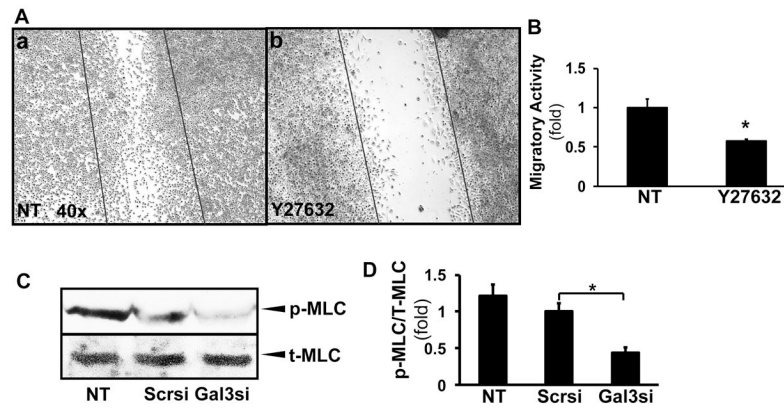 A
a
NT 40x
b
Y27632
B
Migratory Activity
(fold)
1.5
1
0.5
0
*
NT
Y27632
C
p-MLC
t-MLC
NT Scrsi Gal3si
D
p-MLC/T-MLC
(fold)
1.5
1
0.5
0
*
NT Scrsi Gal3si